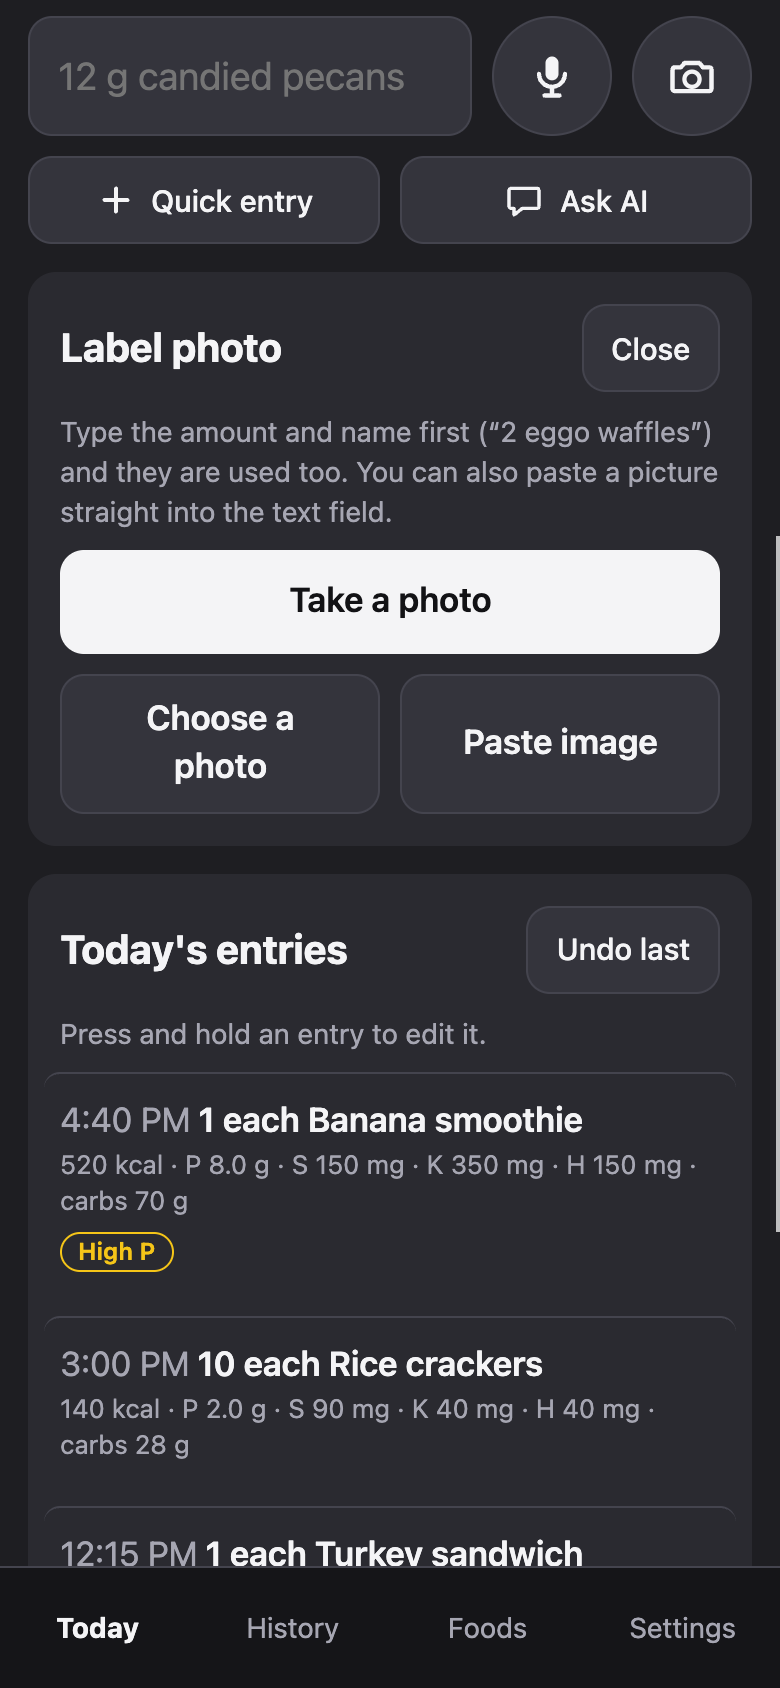 12 g candied pecans
Quick entry
Ask AI
Label photo
Close
Type the amount and name first (“2 eggo waffles”)
and they are used too. You can also paste a picture
straight into the text field.
Take a photo
Choose a
photo
Paste image
Today's entries
Undo last
Press and hold an entry to edit it.
4:40 PM 1 each Banana smoothie
520 kcal · P 8.0 g · S 150 mg · K 350 mg · H 150 mg ·
carbs 70 g
High P
3:00 PM 10 each Rice crackers
140 kcal · P 2.0 g · S 90 mg · K 40 mg · H 40 mg ·
carbs 28 g
12:15 PM 1 each Turkey sandwich
Today
History
Foods
Settings